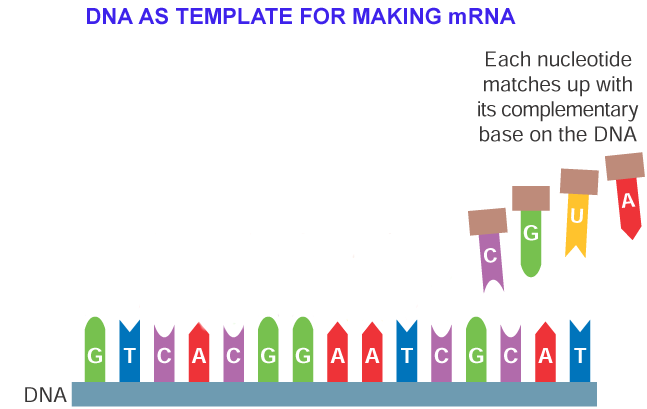 DNA AS TEMPLATE FOR MAKING mRNA
Each nucleotide
matches up with
its complementary
base on the DNA
C G U A
G T C A C G G A A T C G C A T
DNA